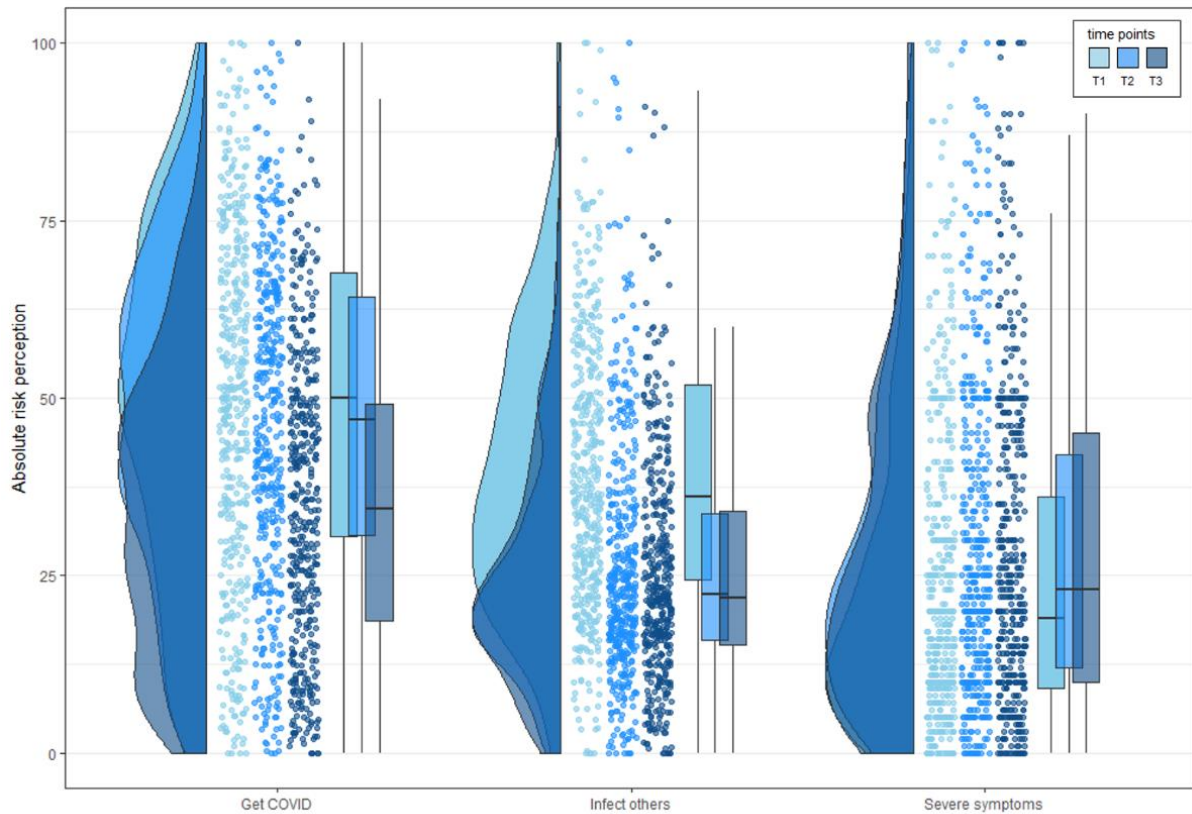 100
75
50
25
0
Absolute risk perception
time points
T1 T2 T3
Get COVID Infect others Severe symptoms